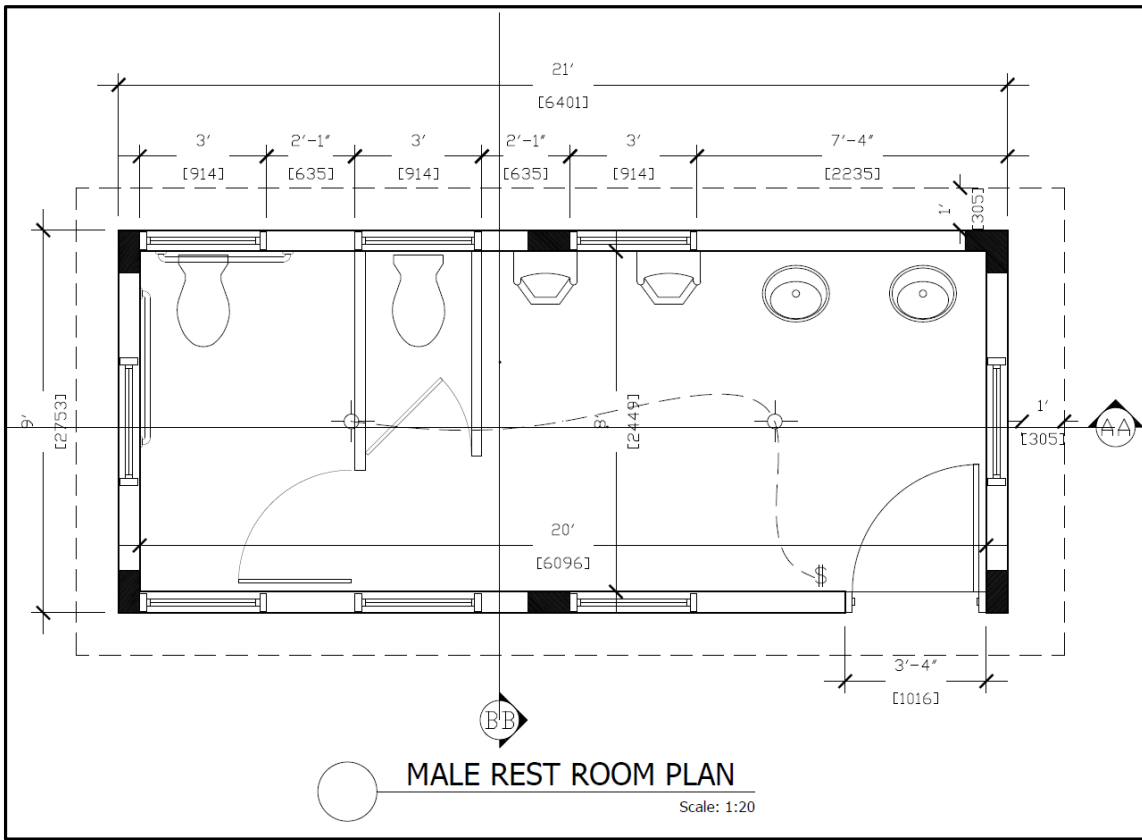 21'
[6401]
3' 2'-1" 3' 2'-1" 3' 7'-4"
[914] [635] [914] [635] [914] [2235]
1'
[305]
9'
[2753]
8'
[2449]
1'
[305]
AA
20'
[6096]
$
3'-4"
[1016]
BB
MALE REST ROOM PLAN
Scale: 1:20